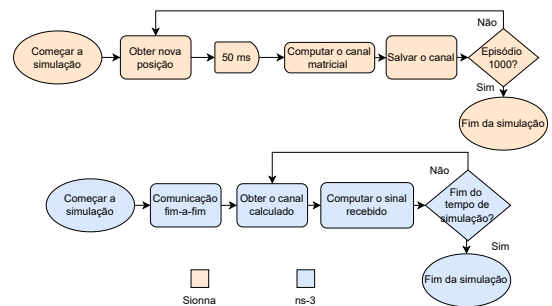 Não
Começar a
simulação
Obter nova
posição
50 ms
Computar o canal
matricial
Salvar o canal
Episódio
1000?
Sim
Fim da simulação
Não
Começar a
simulação
Comunicação
fim-a-fim
Obter o canal
calculado
Computar o sinal
recebido
Fim do
tempo de
simulação?
Sim
Fim da simulação
Sionna
ns-3